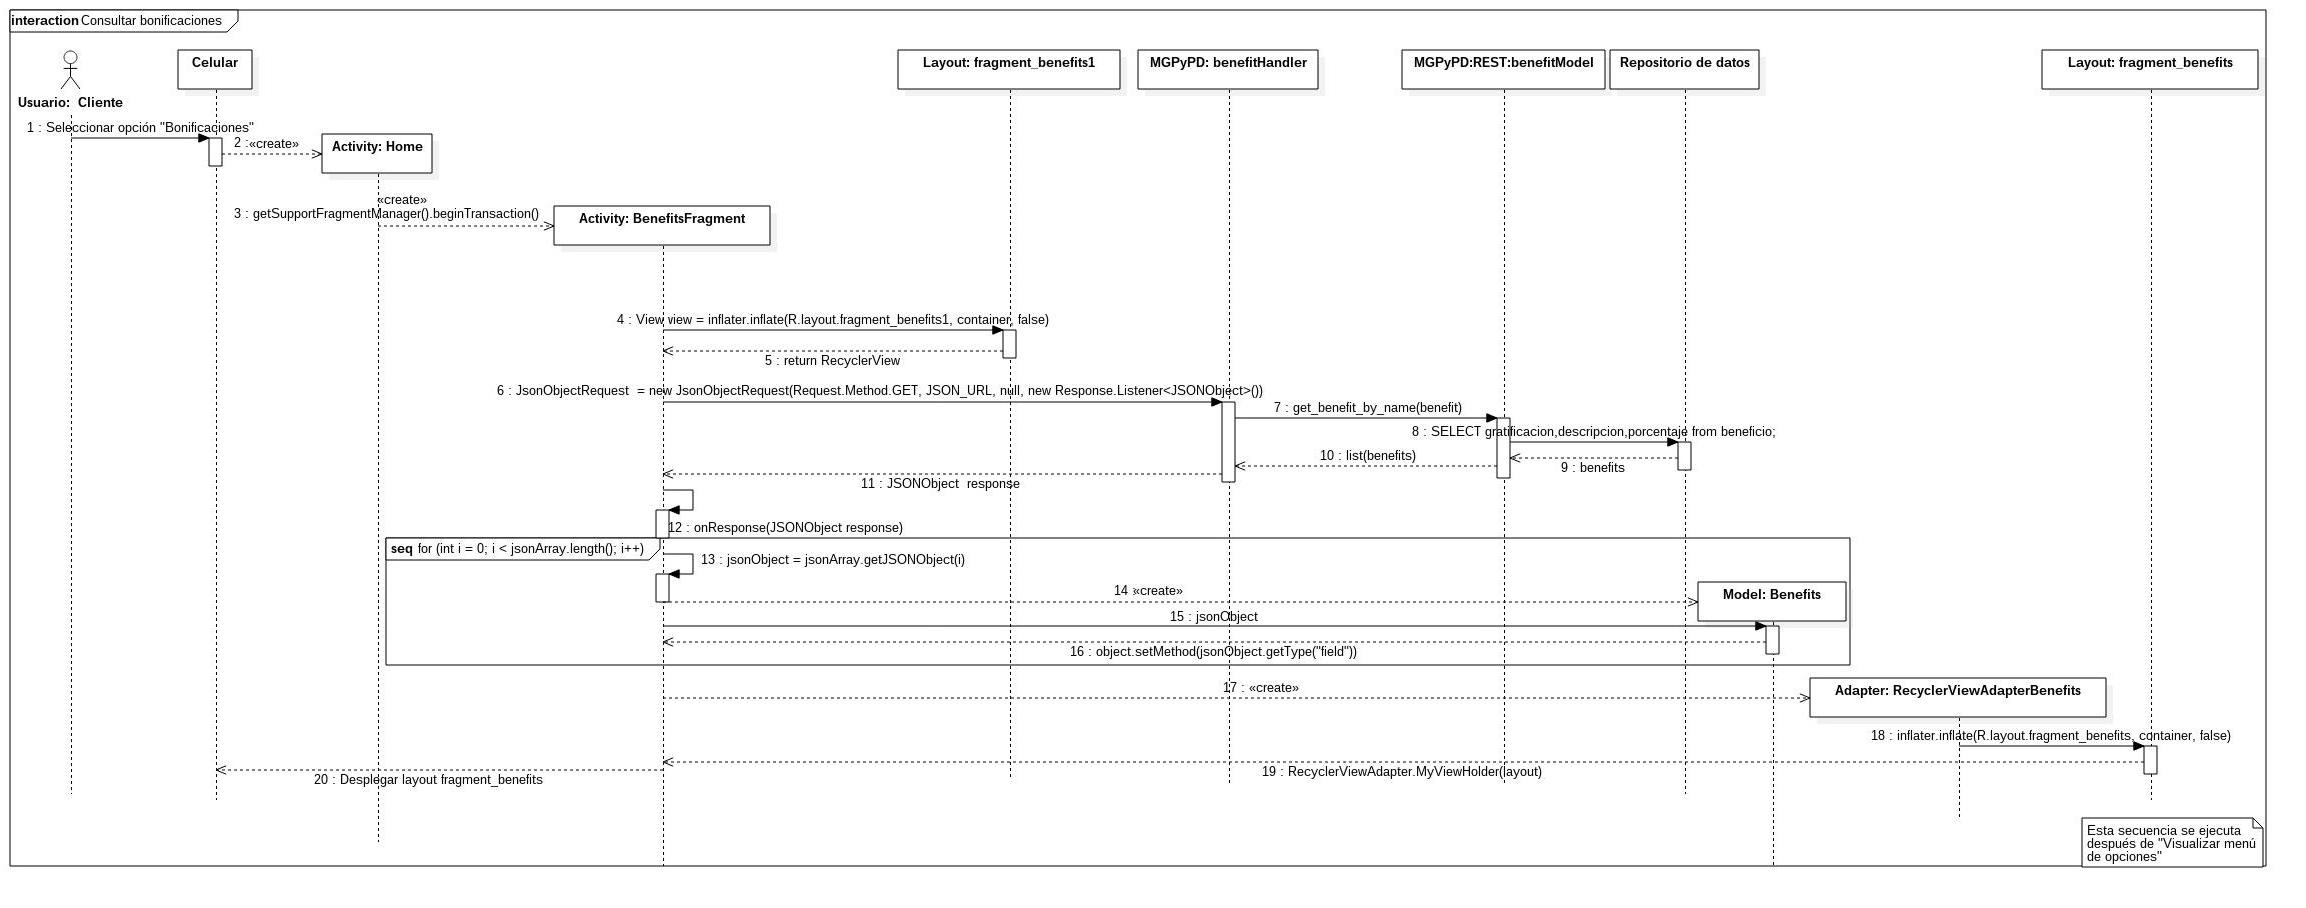 interaction Consultar bonificaciones
Usuario: Cliente
Celular
Layout: fragment_benefits1
MGPyPD: benefitHandler
MGPyPD:REST:benefitModel
Repositorio de datos
Layout: fragment_benefits
1 : Seleccionar opción "Bonificaciones"
2 : «create»
Activity: Home
«create»
3 : getSupportFragmentManager().beginTransaction()
Activity: BenefitsFragment
4 : View view = inflater.inflate(R.layout.fragment_benefits1, container, false)
5 : return RecyclerView
6 : JsonObjectRequest = new JsonObjectRequest(Request.Method.GET, JSON_URL, null, new Response.Listener<JSONObject>())
7 : get_benefit_by_name(benefit)
8 : SELECT gratificacion,descripcion,porcentaje from beneficio;
9 : benefits
10 : list(benefits)
11 : JSONObject response
12 : onResponse(JSONObject response)
seq for (int i = 0; i < jsonArray.length(); i++)
13 : jsonObject = jsonArray.getJSONObject(i)
14 : «create»
Model: Benefits
15 : jsonObject
16 : object.setMethod(jsonObject.getType("field"))
17 : «create»
Adapter: RecyclerViewAdapterBenefits
18 : inflater.inflate(R.layout.fragment_benefits, container, false)
19 : RecyclerViewAdapter.MyViewHolder(layout)
20 : Desplegar layout fragment_benefits
Esta secuencia se ejecuta
después de "Visualizar menú
de opciones"